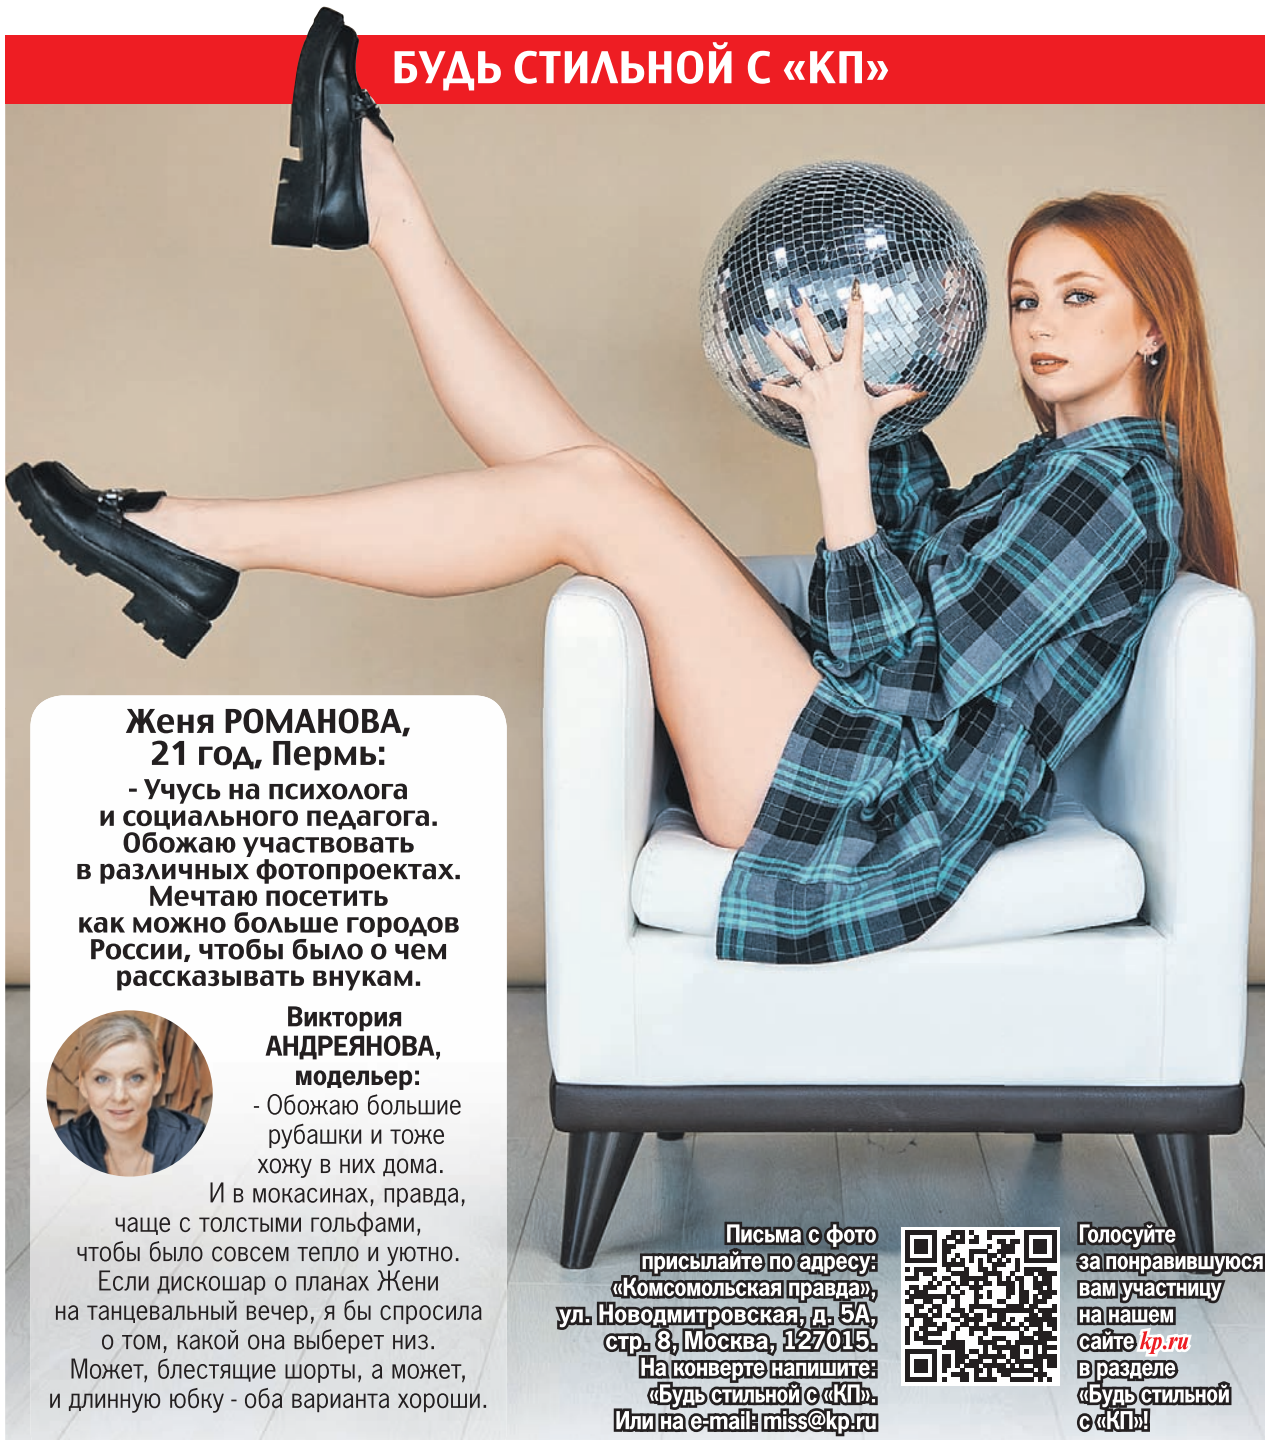 БУДЬ СТИЛЬНОЙ С «КП»
Женя РОМАНОВА,
21 год, Пермь:
- Учусь на психолога
и социального педагога.
Обожаю участвовать
в различных фотопроектах.
Мечтаю посетить
как можно больше городов
России, чтобы было о чем
рассказывать внукам.
Виктория
АНДРЕЯНОВА,
модельер:
- Обожаю большие
рубашки и тоже
хожу в них дома.
И в мокасинах, правда,
чаще с толстыми гольфами,
чтобы было совсем тепло и уютно.
Если дискошар о планах Жени
на танцевальный вечер, я бы спросила
о том, какой она выберет низ.
Может, блестящие шорты, а может,
и длинную юбку - оба варианта хороши.
Письма с фото
присылайте по адресу:
«Комсомольская правда»,
ул. Новодмитровская, д. 5А,
стр. 8, Москва, 127015.
На конверте напишите:
«Будь стильной с «КП».
Или на e-mail: miss@kp.ru
Голосуйте
за понравившуюся
вам участницу
на нашем
сайте kp.ru
в разделе
«Будь стильной
с «КП»!